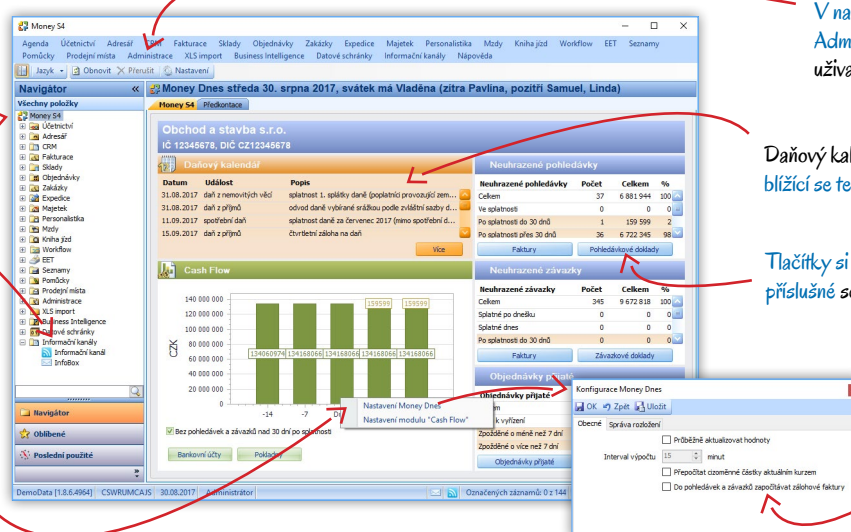 Money S4
Agenda Účetnictví Adresář CRM Fakturace Sklady Objednávky Zakázky Expedice Majetek Personalistika Mzdy Kniha jízd Workflow EET Seznamy
Pomůcky Prodejní místa Administrace XLS import Business Intelligence Datové schránky Informační kanály Nápověda
Jazyk Obnovit Přerušit Nastavení
Navigátor «
Všechny položky
Money S4
Účetnictví
Adresář
CRM
Fakturace
Sklady
Objednávky
Zakázky
Expedice
Majetek
Personalistika
Mzdy
Kniha jízd
Workflow
EET
Seznamy
Pomůcky
Prodejní místa
Administrace
XLS import
Business Intelligence
Datové schránky
Informační kanály
Informační kanál
InfoBox
Navigátor
Oblíbené
Poslední použité
Money Dnes středa 30. srpna 2017, svátek má Vladěna (zítra Pavlína, pozítří Samuel, Linda)
Money S4 Předkontace
Obchod a stavba s.r.o.
IČ 12345678, DIČ CZ12345678
Daňový kalendář
Datum Událost Popis
31.08.2017 daň z nemovitých věcí splatnost 1. splátky daně (poplatníci provozující zem...
31.08.2017 daň z příjmů odvod daně vybírané srážkou podle zvláštní sazby d...
11.09.2017 spotřební daň splatnost daně za červenec 2017 (mimo spotřební d...
15.09.2017 daň z příjmů čtvrtletní záloha na daň
Více
Cash Flow
CZK
140 000 000
120 000 000
100 000 000
80 000 000
60 000 000
40 000 000
20 000 000
0
159599 159599
134060974 134168066 134168066 134168066 134168066
-14 -7
Nastavení Money Dnes
Nastavení modulu "Cash Flow"
Bez pohledávek a závazků nad 30 dní po splatnosti
Bankovní účty Pokladny
Neuhrazené pohledávky
Neuhrazené pohledávky Počet Celkem %
Celkem 37 6 881 944 100
Ve splatnosti 0 0 0
Po splatnosti do 30 dnů 1 159 599 2
Po splatnosti přes 30 dnů 36 6 722 345 98
Faktury Pohledávkové doklady
Neuhrazené závazky
Neuhrazené závazky Počet Celkem %
Celkem 345 9 672 818 100
Splatné po dnešku 0 0 0
Splatné dnes 0 0 0
Po splatnosti do 30 dnů 0 0 0
Faktury Závazkové doklady
Objednávky přijaté
Objednávky přijaté
k vyřízení
Zpožděné o méně než 7 dní
Zpožděné o více než 7 dní
Objednávky přijaté
DemoData [1.8.6.4964] CSWRUMCAJS 30.08.2017 Administrátor Označených záznamů: 0 z 144
Konfigurace Money Dnes
OK Zpět Uložit
Obecné Správa rozložení
Průběžně aktualizovat hodnoty
Interval výpočtu 15 minut
Přepočítat cizoměnné částky aktuálním kurzem
Do pohledávek a závazků započítávat zálohové faktury
V na
Adm
uživa
Daňový kal
blížící se te
Tlačítky si
příslušné se